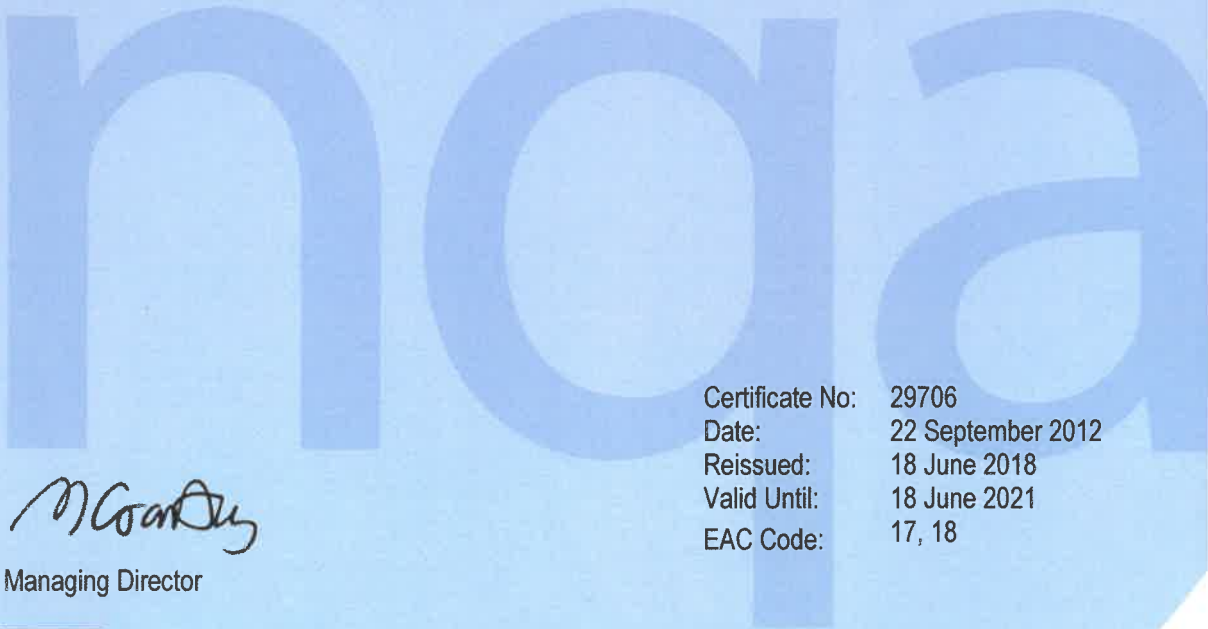 nqa
Certificate No: 29706
Date: 22 September 2012
Reissued: 18 June 2018
Valid Until: 18 June 2021
EAC Code: 17, 18
Managing Director